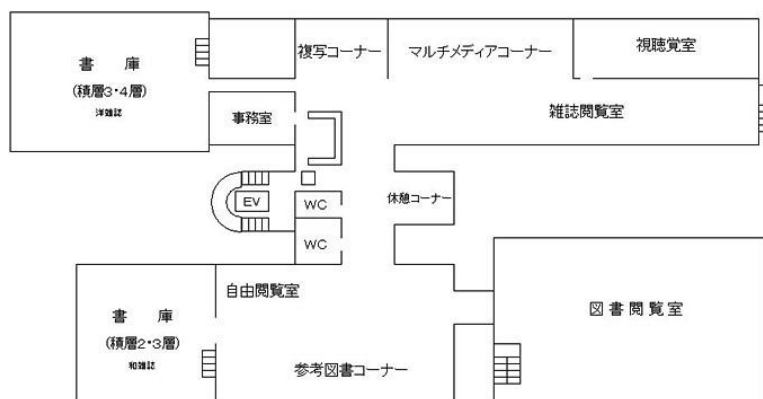 書 庫
(積層3・4層)
洋雑誌
複写コーナー
マルチメディアコーナー
視聴覚室
事務室
雑誌閲覧室
EV
WC
休憩コーナー
WC
自由閲覧室
書 庫
(積層2・3層)
和雑誌
図書閲覧室
参考図書コーナー